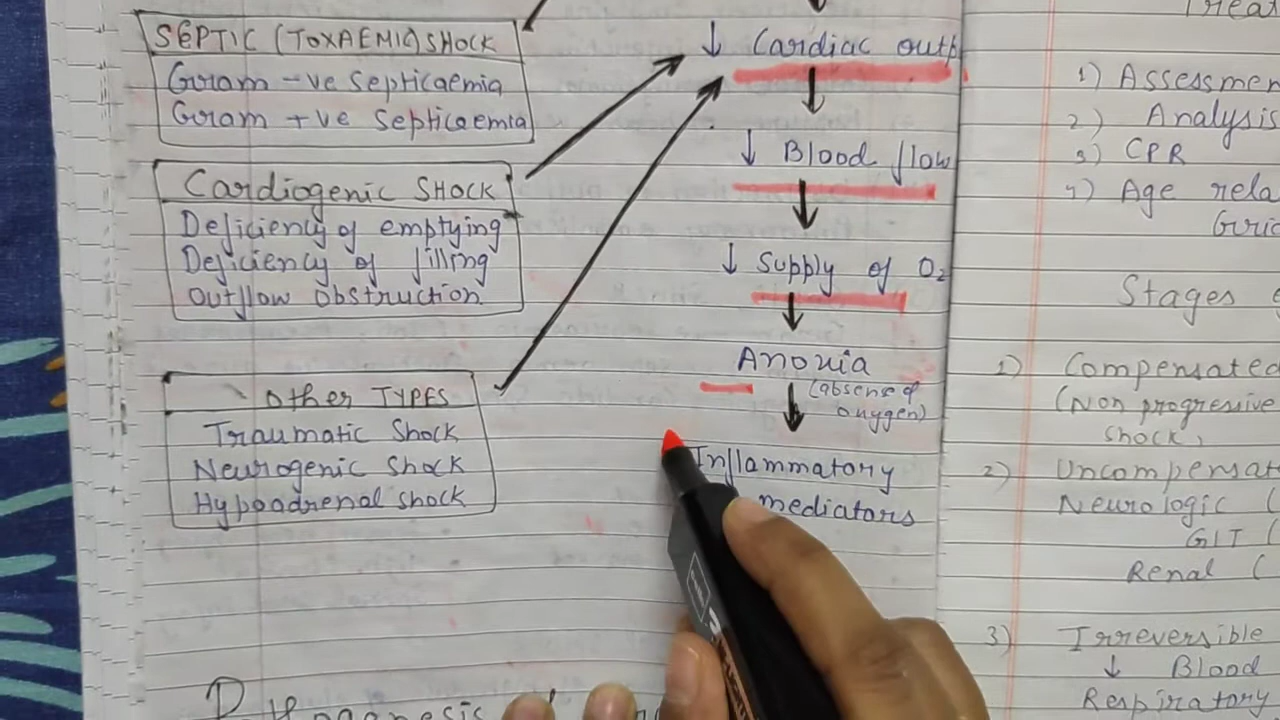 SEPTIC (TOXAEMIC) SHOCK
Gram -ve septicaemia
Gram +ve septicaemia
Cardiogenic SHOCK
Deficiency of emptying
Deficiency of filling
outflow obstruction
other TYPES
Traumatic Shock
Neurogenic Shock
Hypoadrenal shock
↓ Cardiac outp
↓ Blood flow
↓ Supply of O₂
Anoxia
(absense of
oxygen)
Inflammatory
mediators
1) Assessmen
2) Analysis
3) CPR
4) Age rela
Stages
1) Compensated
(Non progressive
shock,
2) Uncompensat
Neurologic (
GIT (
Renal (
3) Irreversible
↓ Blood
Respiratory